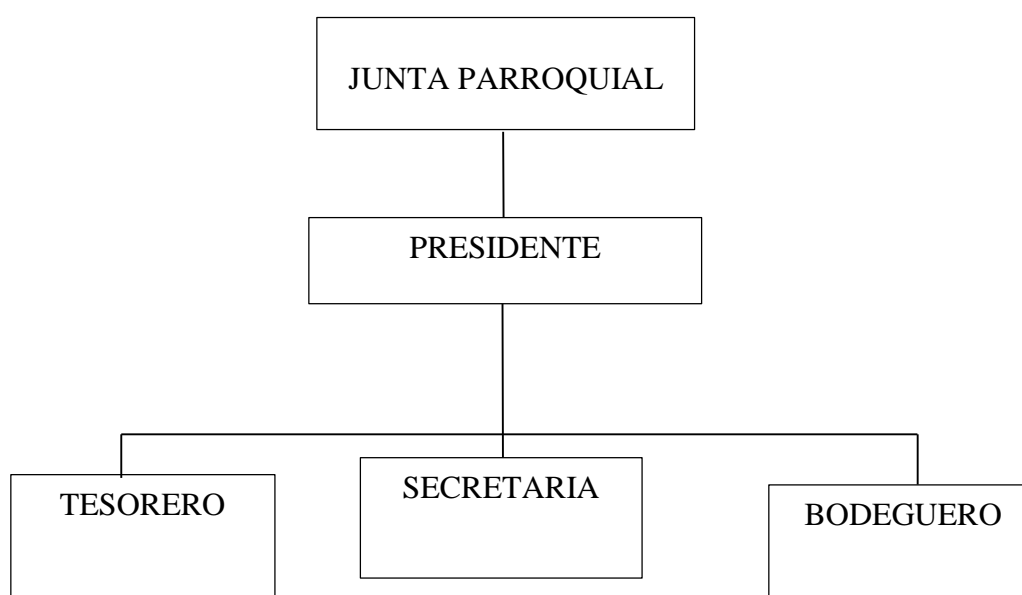 JUNTA PARROQUIAL
PRESIDENTE
TESORERO
SECRETARIA
BODEGUERO